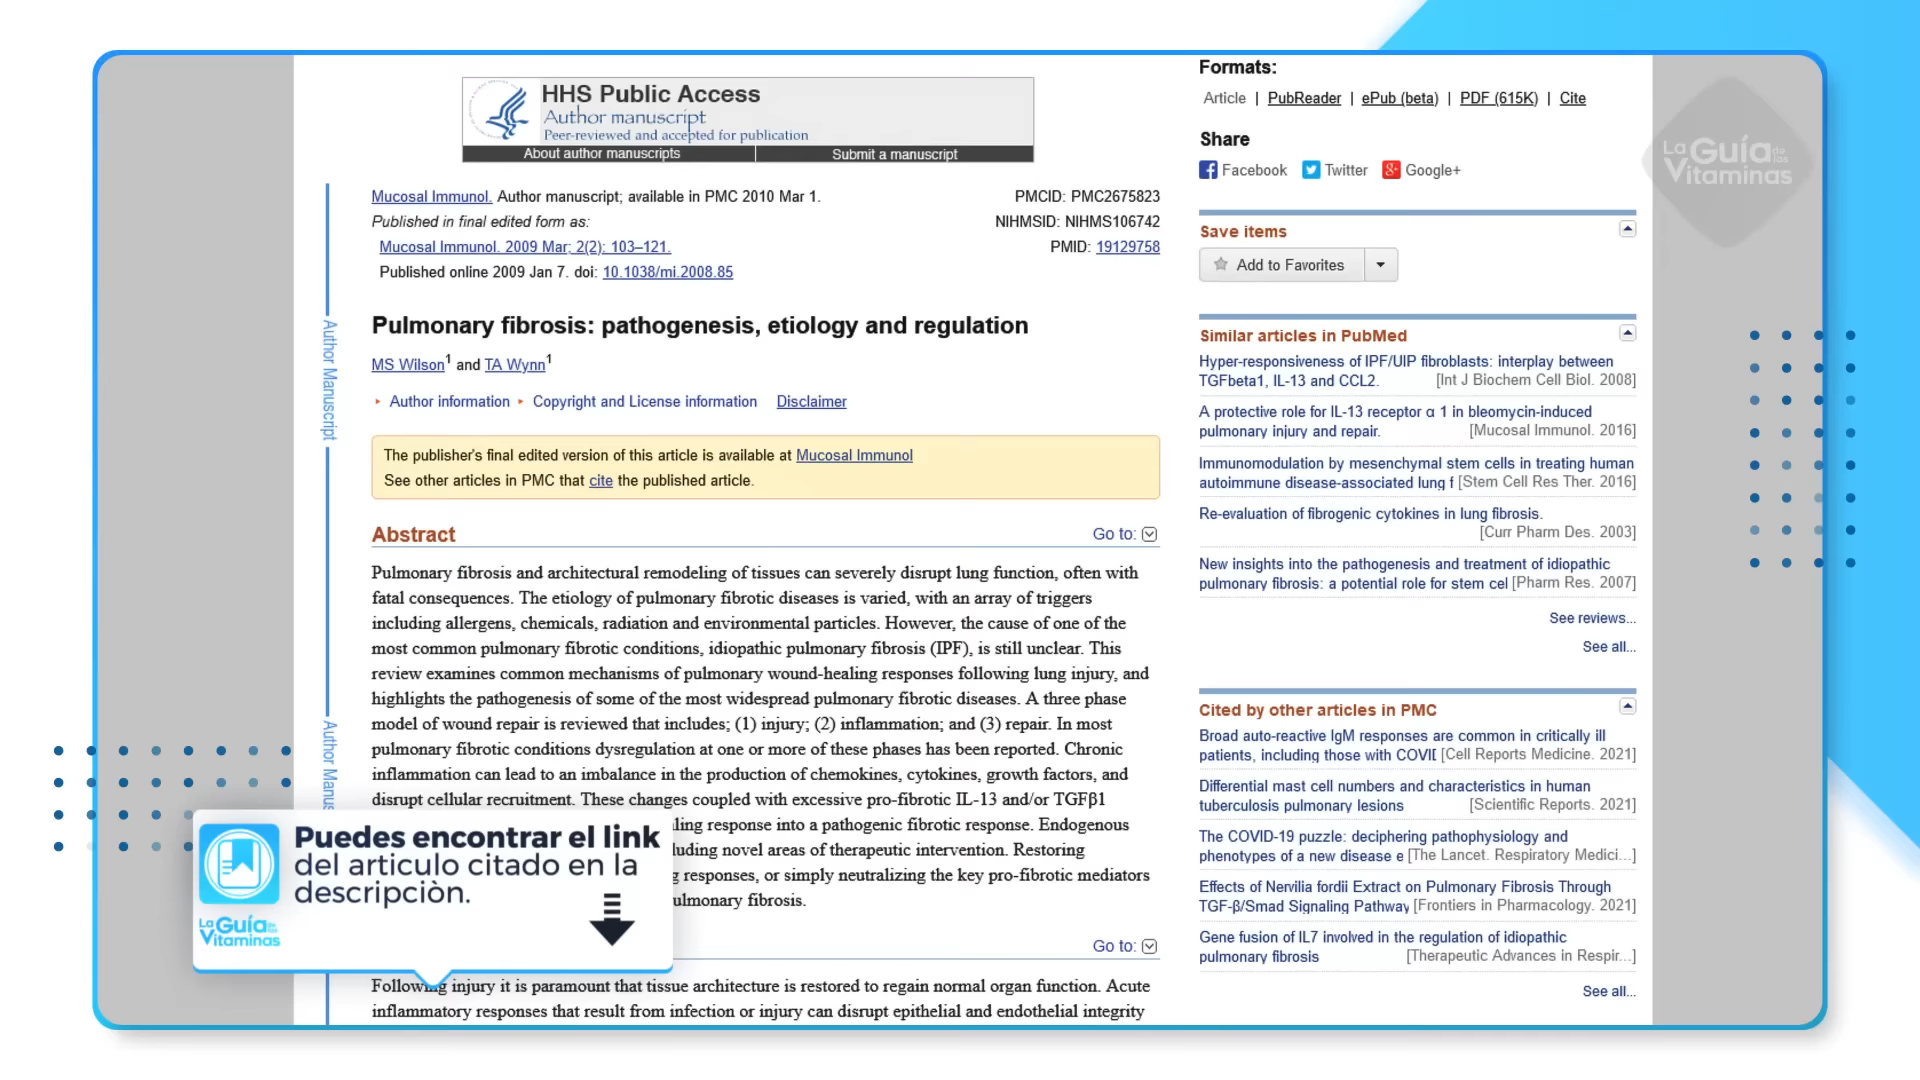 HHS Public Access
Author manuscript
Peer-reviewed and accepted for publication
About author manuscripts
Submit a manuscript
Mucosal Immunol. Author manuscript; available in PMC 2010 Mar 1.
Published in final edited form as:
Mucosal Immunol. 2009 Mar; 2(2): 103–121.
Published online 2009 Jan 7. doi: 10.1038/mi.2008.85
PMCID: PMC2675823
NIHMSID: NIHMS106742
PMID: 19129758
Author Manuscript
Pulmonary fibrosis: pathogenesis, etiology and regulation
MS Wilson1 and TA Wynn1
Author information Copyright and License information Disclaimer
The publisher's final edited version of this article is available at Mucosal Immunol
See other articles in PMC that cite the published article.
Abstract
Go to:
Pulmonary fibrosis and architectural remodeling of tissues can severely disrupt lung function, often with
fatal consequences. The etiology of pulmonary fibrotic diseases is varied, with an array of triggers
including allergens, chemicals, radiation and environmental particles. However, the cause of one of the
most common pulmonary fibrotic conditions, idiopathic pulmonary fibrosis (IPF), is still unclear. This
review examines common mechanisms of pulmonary wound-healing responses following lung injury, and
highlights the pathogenesis of some of the most widespread pulmonary fibrotic diseases. A three phase
model of wound repair is reviewed that includes; (1) injury; (2) inflammation; and (3) repair. In most
pulmonary fibrotic conditions dysregulation at one or more of these phases has been reported. Chronic
inflammation can lead to an imbalance in the production of chemokines, cytokines, growth factors, and
disrupt cellular recruitment. These changes coupled with excessive pro-fibrotic IL-13 and/or TGFβ1
ling response into a pathogenic fibrotic response. Endogenous
luding novel areas of therapeutic intervention. Restoring
g responses, or simply neutralizing the key pro-fibrotic mediators
ulmonary fibrosis.
Author Manus
Go to:
Following injury it is paramount that tissue architecture is restored to regain normal organ function. Acute
inflammatory responses that result from infection or injury can disrupt epithelial and endothelial integrity
Puedes encontrar el link
del articulo citado en la
descripciòn.
La Guía de las
Vitaminas
Formats:
Article | PubReader | ePub (beta) | PDF (615K) | Cite
Share
Facebook Twitter Google+
La Guía de las
Vitaminas
Save items
Add to Favorites
Similar articles in PubMed
Hyper-responsiveness of IPF/UIP fibroblasts: interplay between
TGFbeta1, IL-13 and CCL2. [Int J Biochem Cell Biol. 2008]
A protective role for IL-13 receptor α 1 in bleomycin-induced
pulmonary injury and repair. [Mucosal Immunol. 2016]
Immunomodulation by mesenchymal stem cells in treating human
autoimmune disease-associated lung f [Stem Cell Res Ther. 2016]
Re-evaluation of fibrogenic cytokines in lung fibrosis.
[Curr Pharm Des. 2003]
New insights into the pathogenesis and treatment of idiopathic
pulmonary fibrosis: a potential role for stem cel [Pharm Res. 2007]
See reviews...
See all...
Cited by other articles in PMC
Broad auto-reactive IgM responses are common in critically ill
patients, including those with COVI [Cell Reports Medicine. 2021]
Differential mast cell numbers and characteristics in human
tuberculosis pulmonary lesions [Scientific Reports. 2021]
The COVID-19 puzzle: deciphering pathophysiology and
phenotypes of a new disease e [The Lancet. Respiratory Medici...]
Effects of Nervilia fordii Extract on Pulmonary Fibrosis Through
TGF-β/Smad Signaling Pathway [Frontiers in Pharmacology. 2021]
Gene fusion of IL7 involved in the regulation of idiopathic
pulmonary fibrosis [Therapeutic Advances in Respir...]
See all...